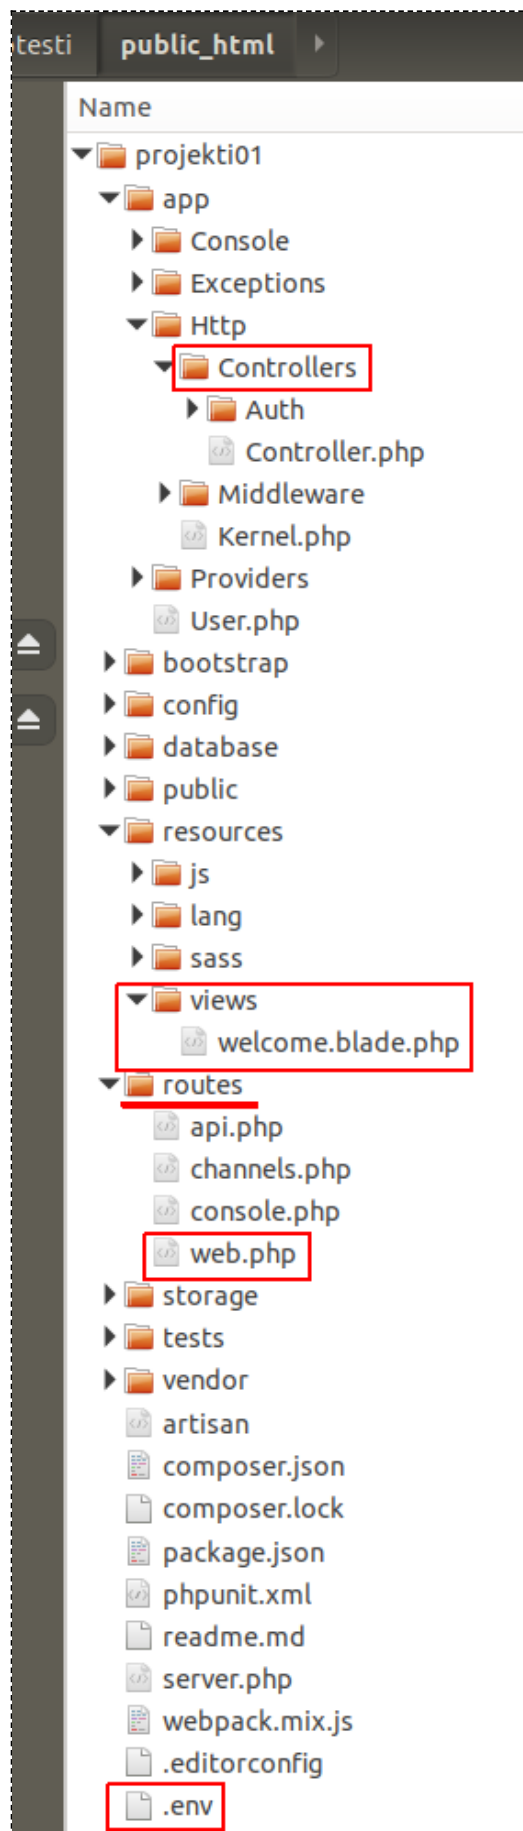 testi public_html
Name
projekti01
app
Console
Exceptions
Http
Controllers
Auth
Controller.php
Middleware
Kernel.php
Providers
User.php
bootstrap
config
database
public
resources
js
lang
sass
views
welcome.blade.php
routes
api.php
channels.php
console.php
web.php
storage
tests
vendor
artisan
composer.json
composer.lock
package.json
phpunit.xml
readme.md
server.php
webpack.mix.js
.editorconfig
.env